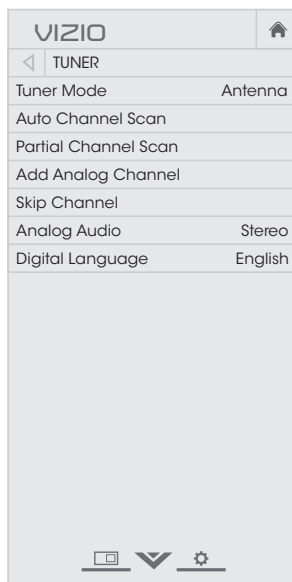 VIZIO
TUNER
Tuner Mode Antenna
Auto Channel Scan
Partial Channel Scan
Add Analog Channel
Skip Channel
Analog Audio Stereo
Digital Language English